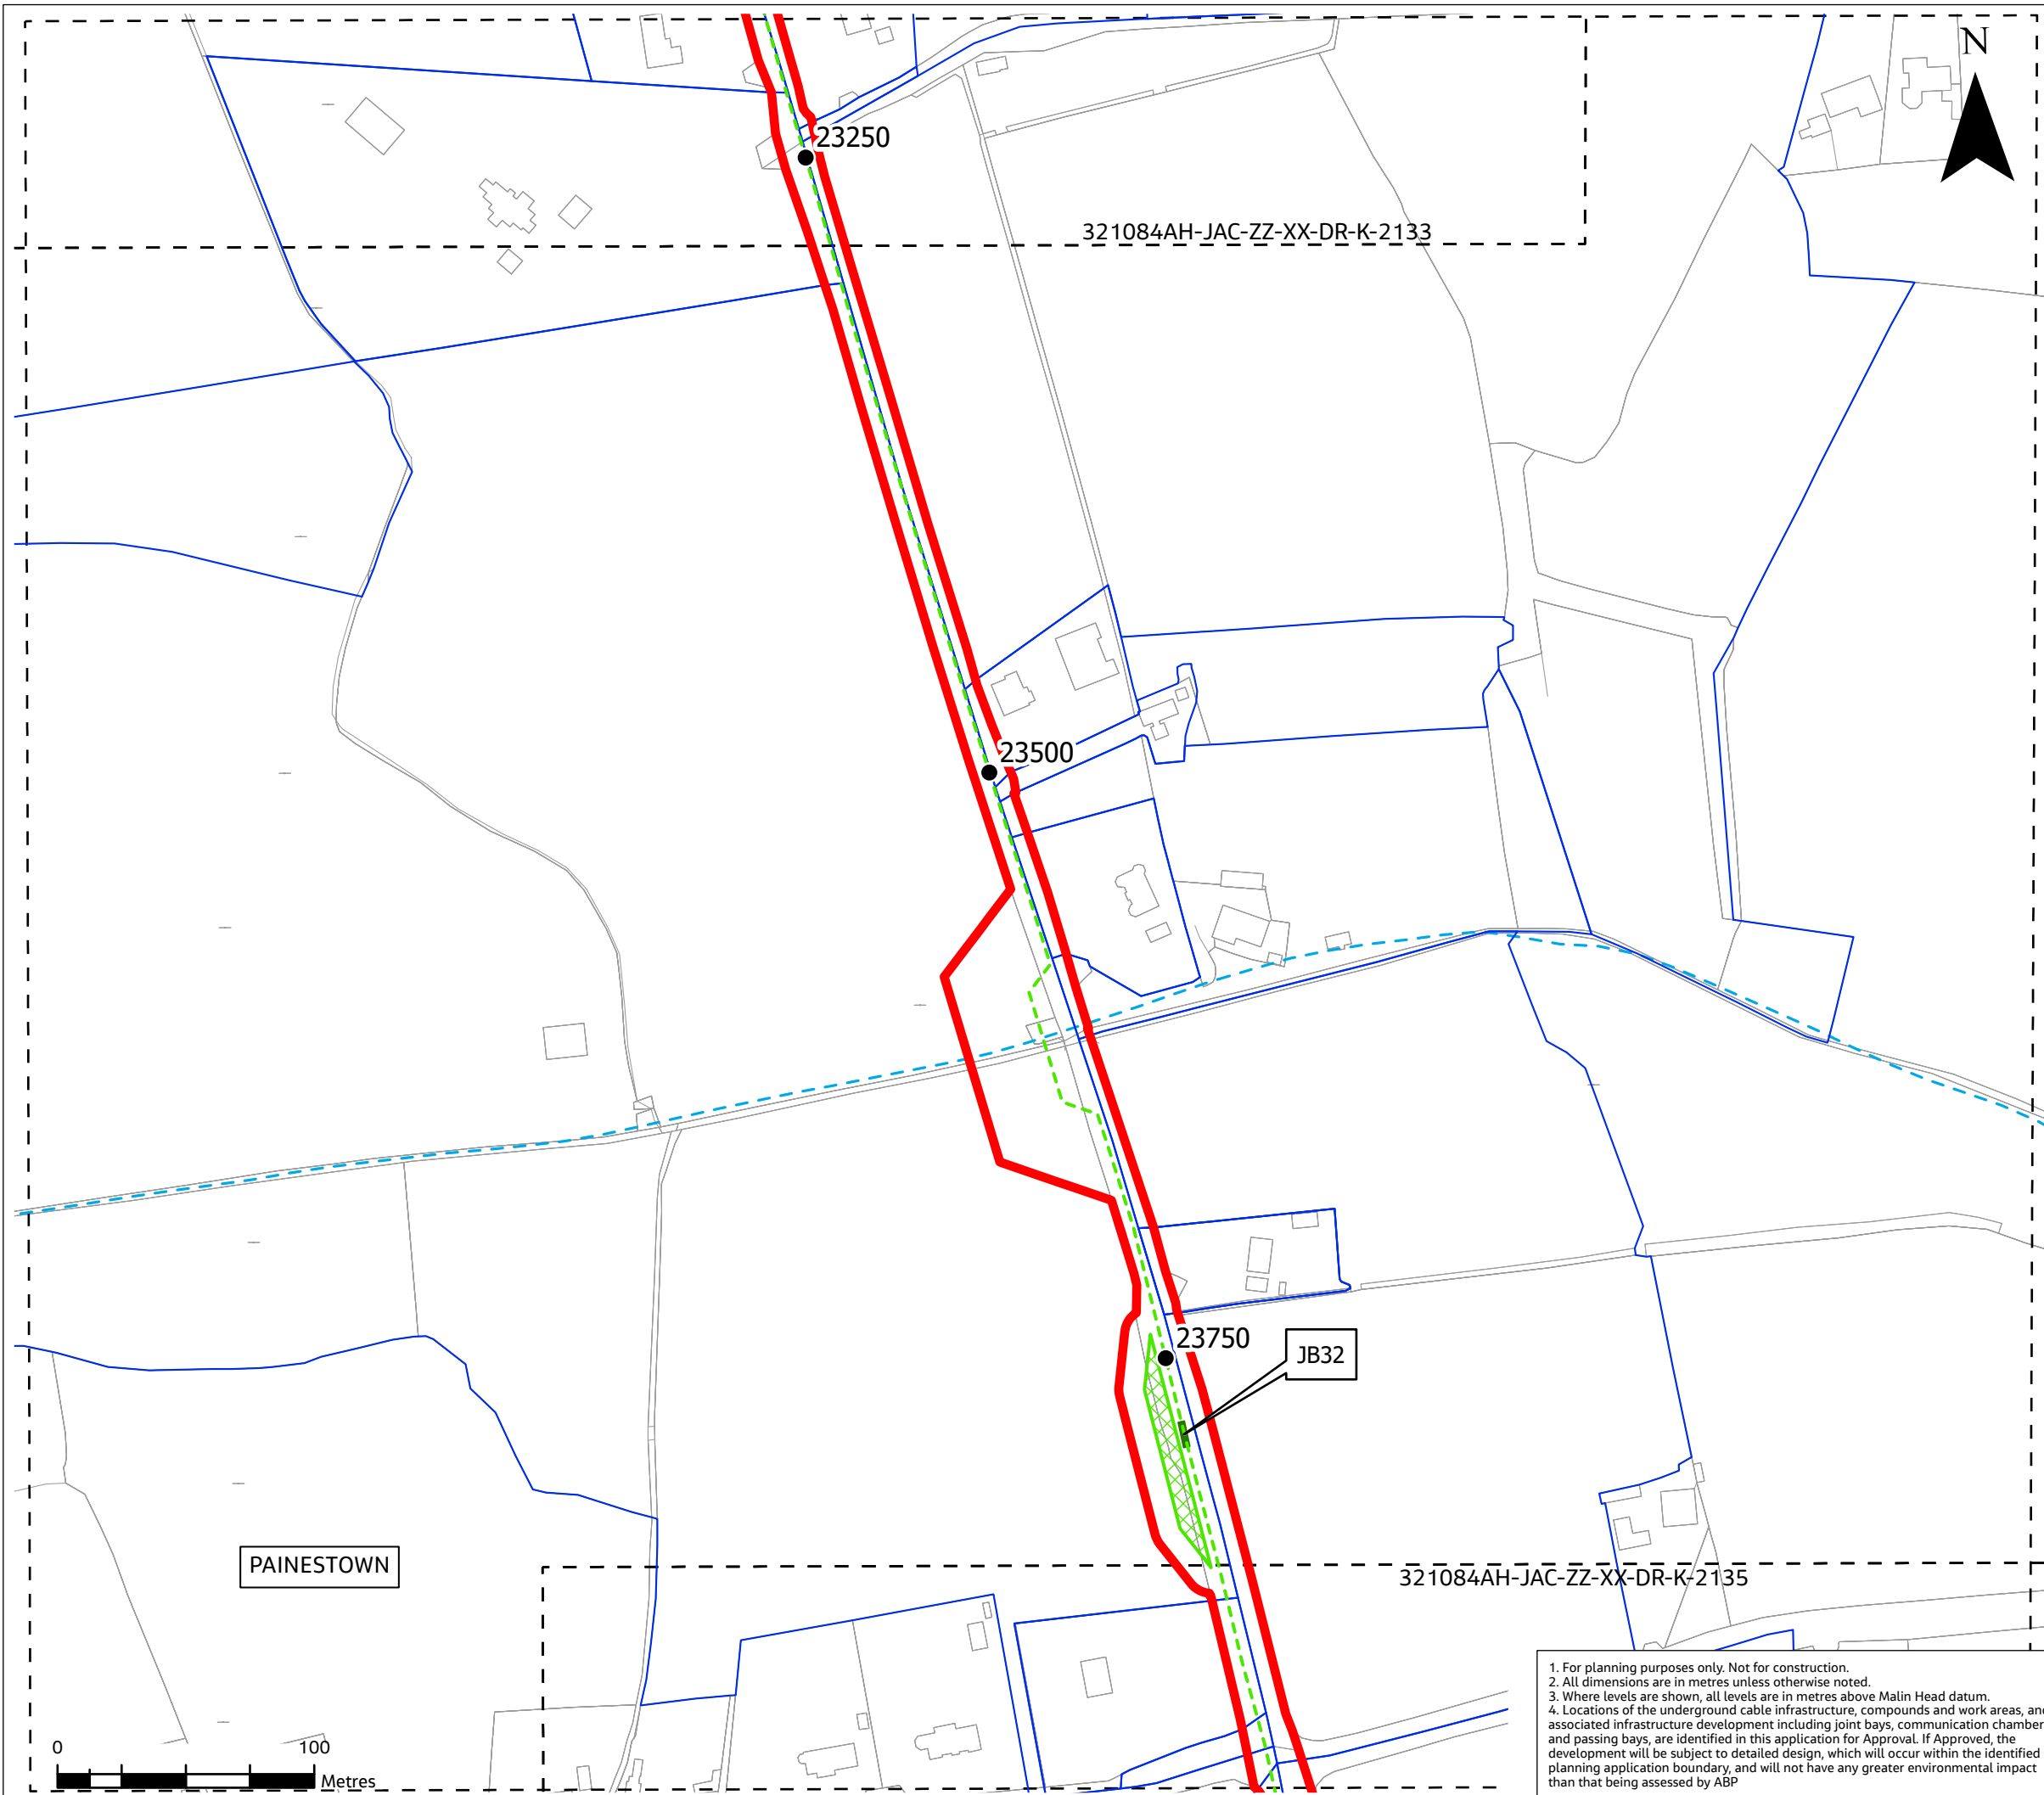 N
23250
321084AH-JAC-ZZ-XX-DR-K-2133
23500
23750
JB32
PAINESTOWN
321084AH-JAC-ZZ-XX-DR-K-2135
0 100
Metres
1. For planning purposes only. Not for construction.
2. All dimensions are in metres unless otherwise noted.
3. Where levels are shown, all levels are in metres above Malin Head datum.
4. Locations of the underground cable infrastructure, compounds and work areas, and
associated infrastructure development including joint bays, communication chamber
and passing bays, are identified in this application for Approval. If Approved, the
development will be subject to detailed design, which will occur within the identified
planning application boundary, and will not have any greater environmental impact
than that being assessed by ABP